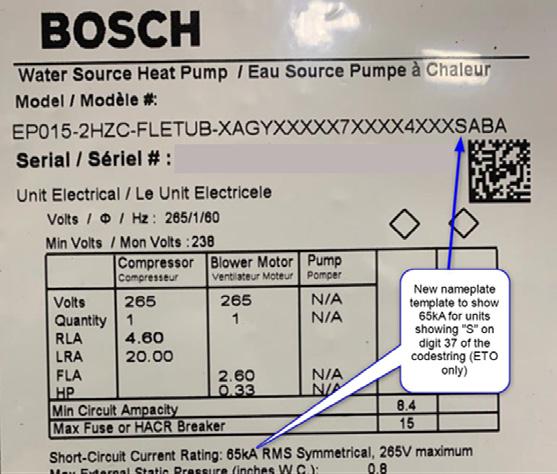 BOSCH
Water Source Heat Pump / Eau Source Pumpe à Chaleur
Model / Modèle #:
EP015-2HZC-FLETUB-XAGYXXXXX7XXXX4XXXSABA
Serial / Sériel # :
Unit Electrical / Le Unit Electricele
Volts / Φ / Hz : 265/1/60
Min Volts / Mon Volts : 238
Compressor Blower Motor Pump
Compresseur Ventilateur Moteur Pomper
Volts 265 265 N/A
Quantity 1 1 N/A
RLA 4.60
LRA 20.00
FLA 2.60 N/A
HP 0.33 N/A
Min Circuit Ampacity 8.4
Max Fuse or HACR Breaker 15
Short-Circuit Current Rating: 65kA RMS Symmetrical, 265V maximum
Max External Static Pressure (inches W.C.): 0.8
New nameplate
template to show
65kA for units
showing "S" on
digit 37 of the
codestring (ETO
only)